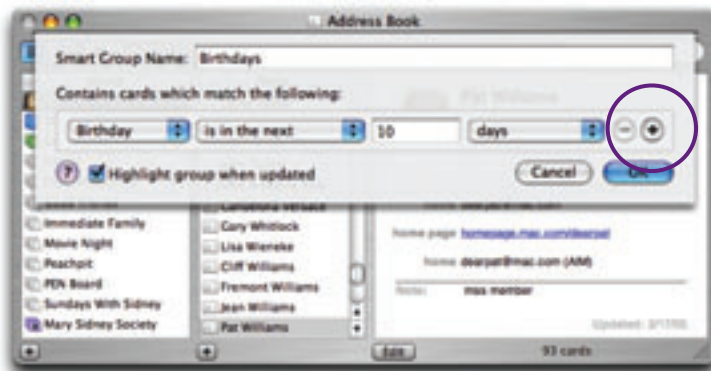 Address Book
Smart Group Name: Birthdays
Contains cards which match the following:
Birthday is in the next 10 days
? Highlight group when updated Cancel OK
Immediate Family
Movie Night
Peachpit
PEN Board
Sundays With Sidney
Mary Sidney Society
Gary Whitlock
Lisa Wieneke
Cliff Williams
Fremont Williams
Jean Williams
Pat Williams
Pat Williams
home page homepage.mac.com/dearpat
home dearpat@mac.com (AIM)
Note: mss member
Edit 93 cards